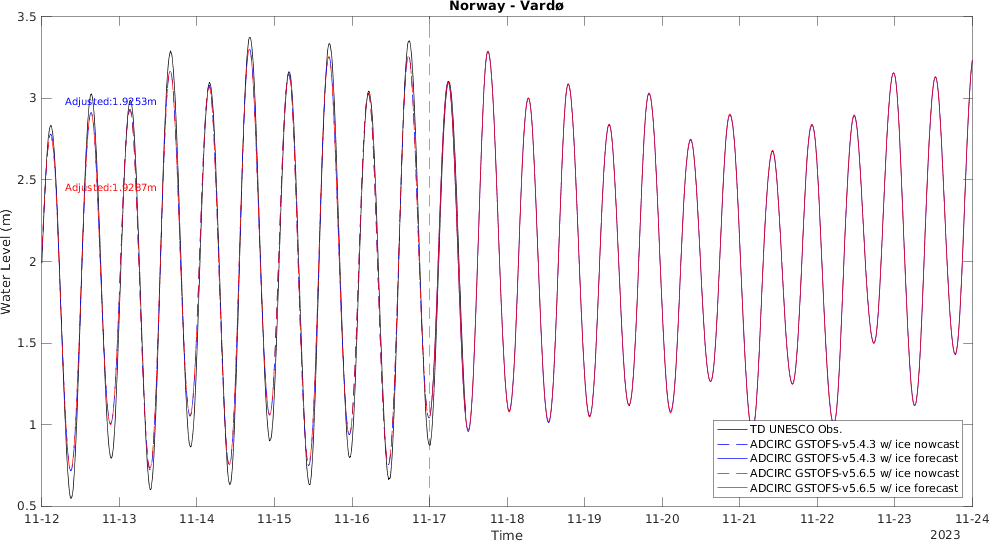 Norway - Vardø
3.5
3
2.5
2
1.5
1
0.5
Water Level (m)
Adjusted:1.9253m
Adjusted:1.9287m
TD UNESCO Obs.
ADCIRC GSTOFS-v5.4.3 w/ ice nowcast
ADCIRC GSTOFS-v5.4.3 w/ ice forecast
ADCIRC GSTOFS-v5.6.5 w/ ice nowcast
ADCIRC GSTOFS-v5.6.5 w/ ice forecast
11-12 11-13 11-14 11-15 11-16 11-17 11-18 11-19 11-20 11-21 11-22 11-23 11-24
Time
2023